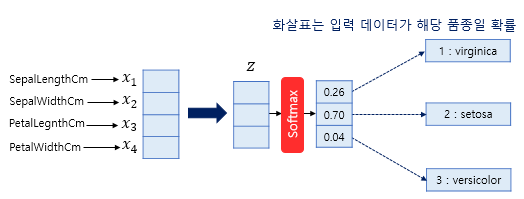 화살표는 입력 데이터가 해당 품종일 확률
SepalLengthCm x1
SepalWidthCm x2
PetalLegnthCm x3
PetalWidthCm x4
z
Softmax
0.26
0.70
0.04
1 : virginica
2 : setosa
3 : versicolor